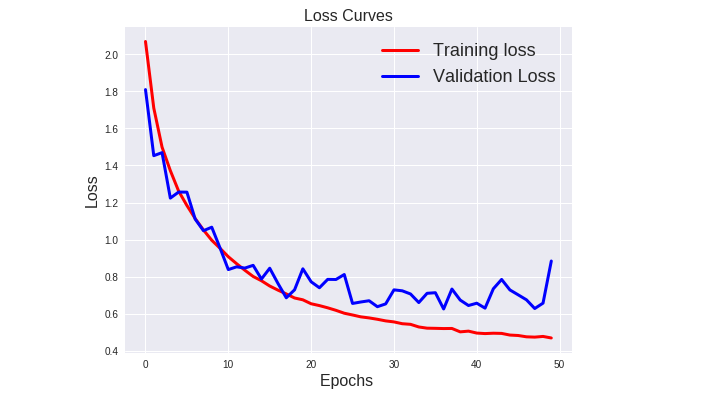 Loss Curves
Training loss
Validation Loss
2.0
1.8
1.6
1.4
1.2
1.0
0.8
0.6
0.4
Loss
0 10 20 30 40 50
Epochs